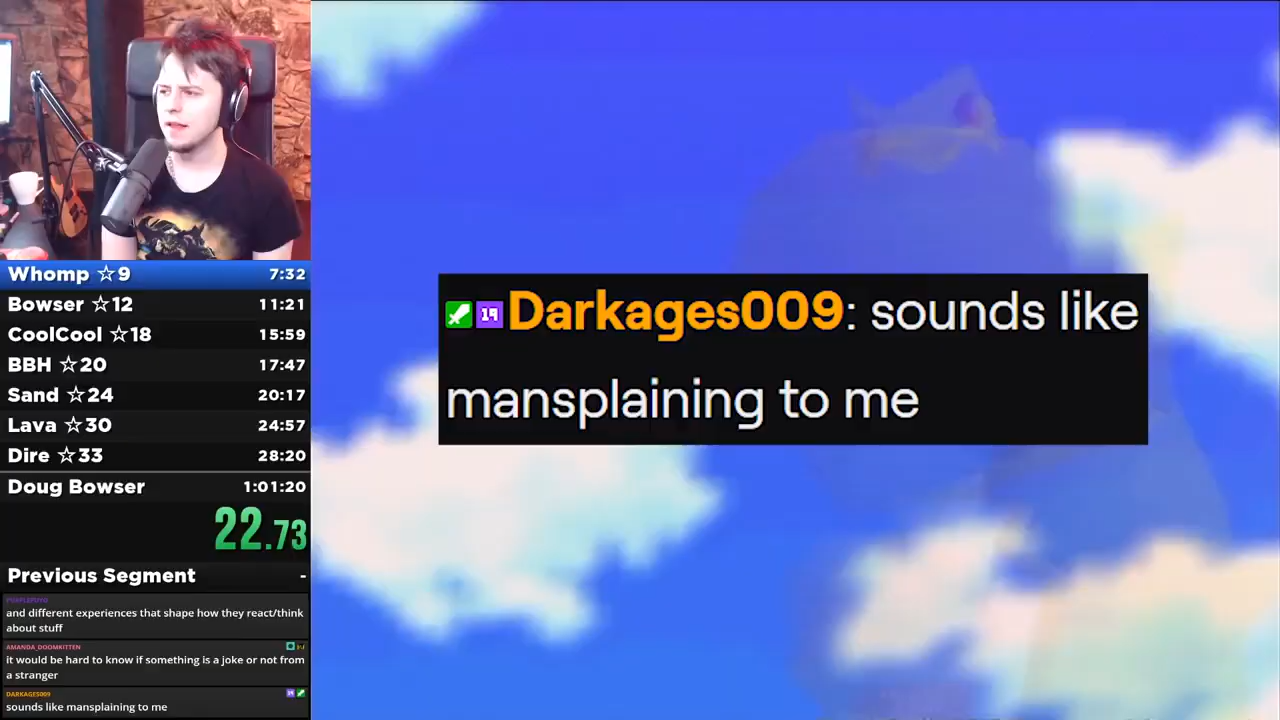 Whomp ☆9 7:32
Bowser ☆12 11:21
CoolCool ☆18 15:59
BBH ☆20 17:47
Sand ☆24 20:17
Lava ☆30 24:57
Dire ☆33 28:20
Doug Bowser 1:01:20
22.73
Previous Segment -
PURPLEPUYO
and different experiences that shape how they react/think
about stuff
AMANDA_DOOMKITTEN
it would be hard to know if something is a joke or not from
a stranger
DARKAGES009 19
sounds like mansplaining to me
19 Darkages009: sounds like
mansplaining to me